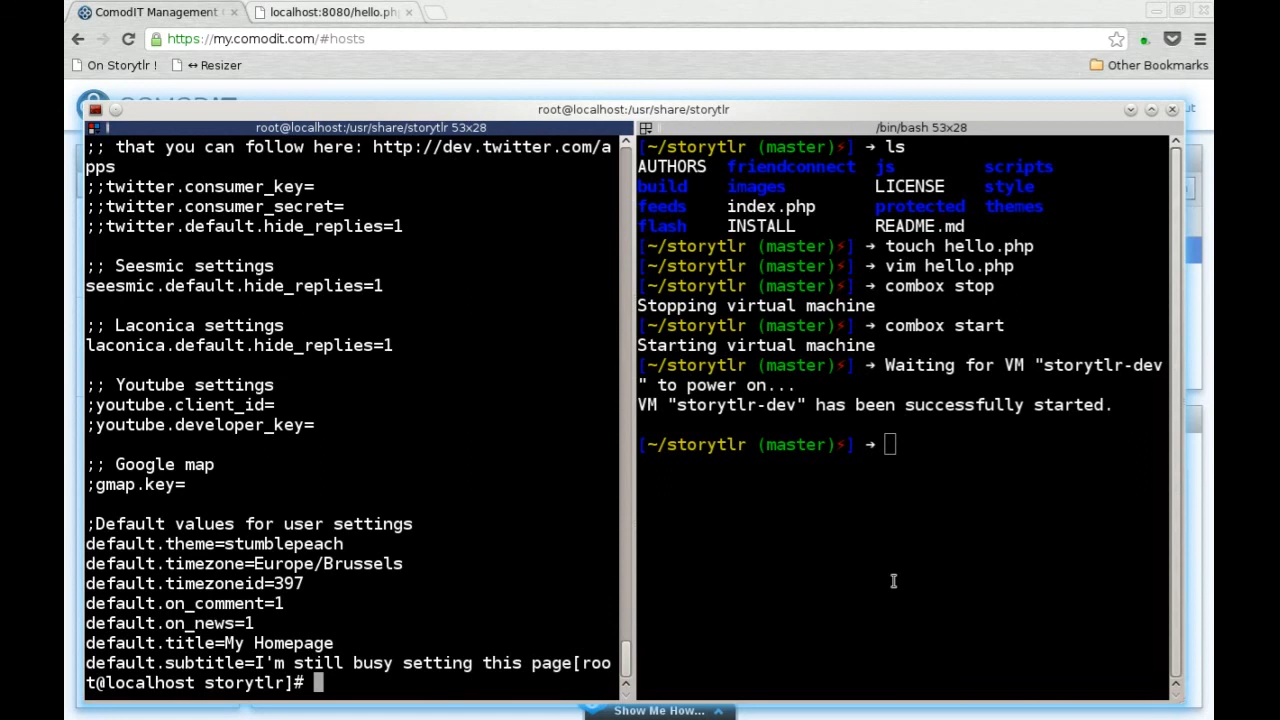 ComodIT Management
localhost:8080/hello.ph
https://my.comodit.com/#hosts
On Storytlr !
↔ Resizer
Other Bookmarks
root@localhost:/usr/share/storytlr
root@localhost:/usr/share/storytlr 53x28
;; that you can follow here: http://dev.twitter.com/a
pps
;;twitter.consumer_key=
;;twitter.consumer_secret=
;;twitter.default.hide_replies=1
;; Seesmic settings
seesmic.default.hide_replies=1
;; Laconica settings
laconica.default.hide_replies=1
;; Youtube settings
;youtube.client_id=
;youtube.developer_key=
;; Google map
;gmap.key=
;Default values for user settings
default.theme=stumblepeach
default.timezone=Europe/Brussels
default.timezoneid=397
default.on_comment=1
default.on_news=1
default.title=My Homepage
default.subtitle=I'm still busy setting this page[roo
t@localhost storytlr]#
/bin/bash 53x28
[~/storytlr (master)⚡] → ls
AUTHORS friendconnect js scripts
build images LICENSE style
feeds index.php protected themes
flash INSTALL README.md
[~/storytlr (master)⚡] → touch hello.php
[~/storytlr (master)⚡] → vim hello.php
[~/storytlr (master)⚡] → combox stop
Stopping virtual machine
[~/storytlr (master)⚡] → combox start
Starting virtual machine
[~/storytlr (master)⚡] → Waiting for VM "storytlr-dev
" to power on...
VM "storytlr-dev" has been successfully started.
[~/storytlr (master)⚡] →
Show Me How...